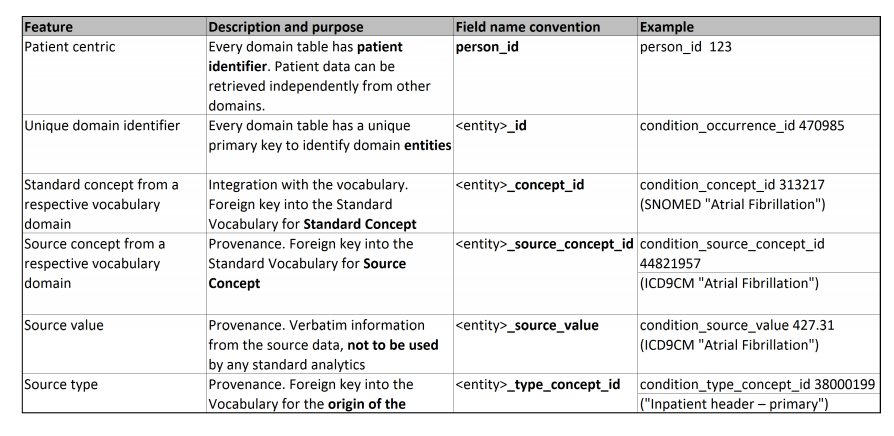 Feature Description and purpose Field name convention Example
Patient centric Every domain table has patient person_id person_id 123
identifier. Patient data can be
retrieved independently from other
domains.
Unique domain identifier Every domain table has a unique <entity>_id condition_occurrence_id 470985
primary key to identify domain entities
Standard concept from a Integration with the vocabulary. <entity>_concept_id condition_concept_id 313217
respective vocabulary Foreign key into the Standard (SNOMED "Atrial Fibrillation")
domain Vocabulary for Standard Concept
Source concept from a Provenance. Foreign key into the <entity>_source_concept_id condition_source_concept_id
respective vocabulary Standard Vocabulary for Source 44821957
domain Concept (ICD9CM "Atrial Fibrillation")
Source value Provenance. Verbatim information <entity>_source_value condition_source_value 427.31
from the source data, not to be used (ICD9CM "Atrial Fibrillation")
by any standard analytics
Source type Provenance. Foreign key into the <entity>_type_concept_id condition_type_concept_id 38000199
Vocabulary for the origin of the ("Inpatient header – primary")